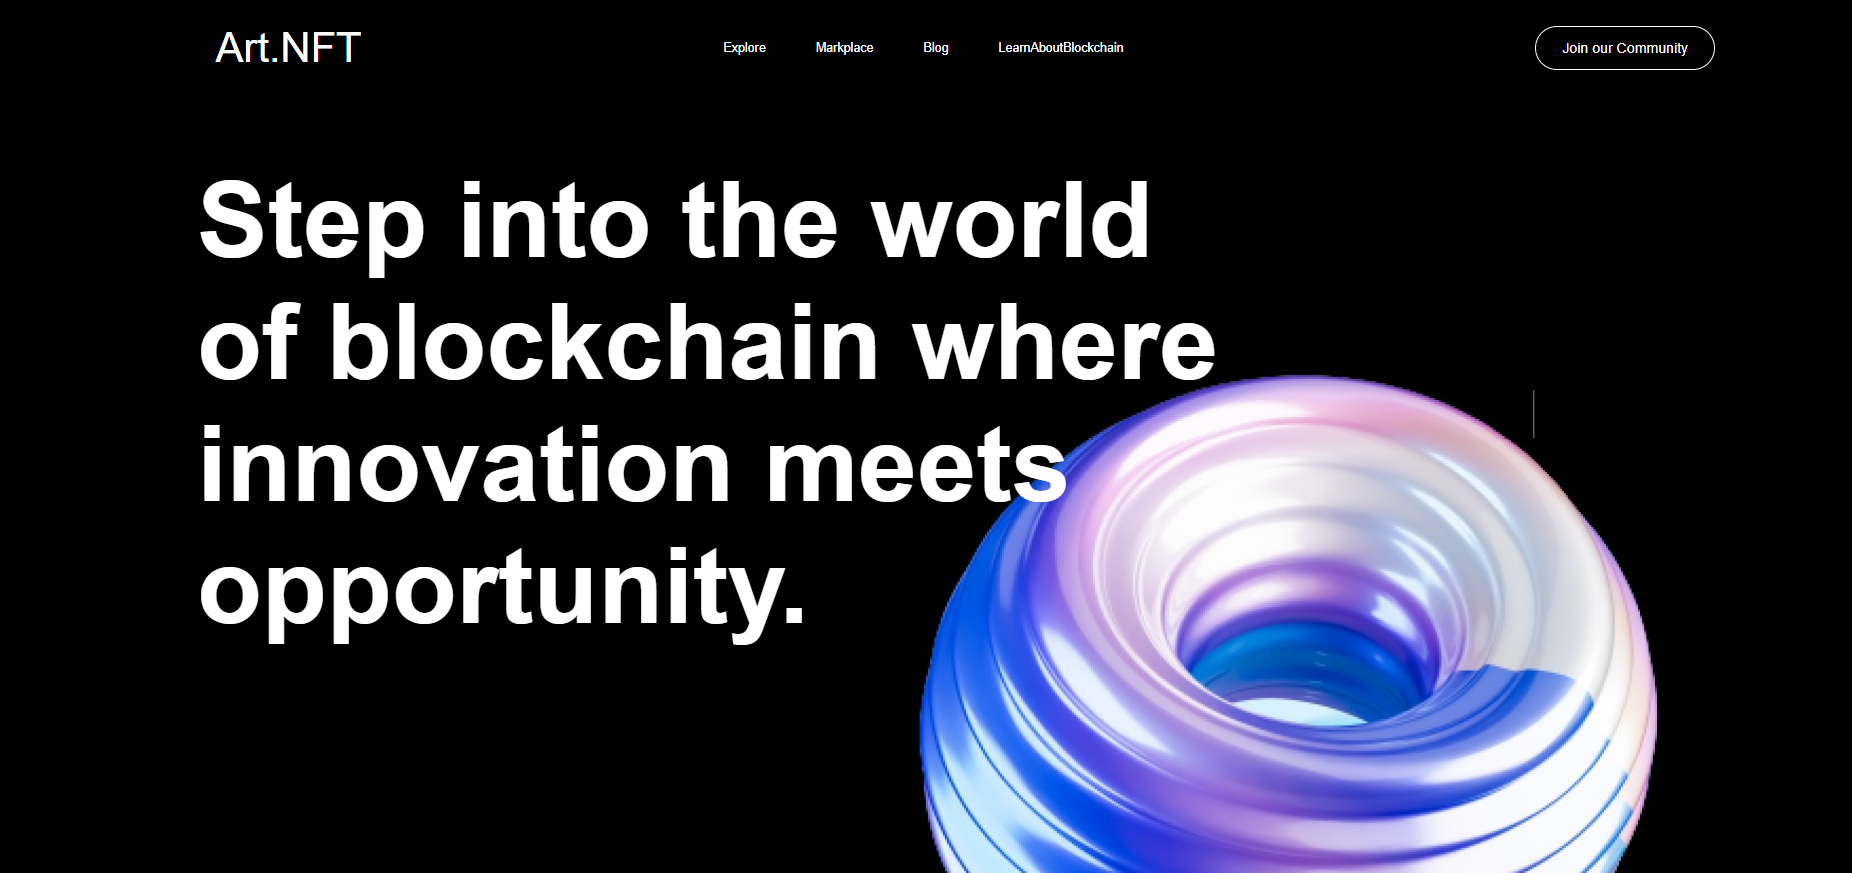 Art.NFT
Explore
Markplace
Blog
LearnAboutBlockchain
Join our Community
Step into the world
of blockchain where
innovation meets
opportunity.